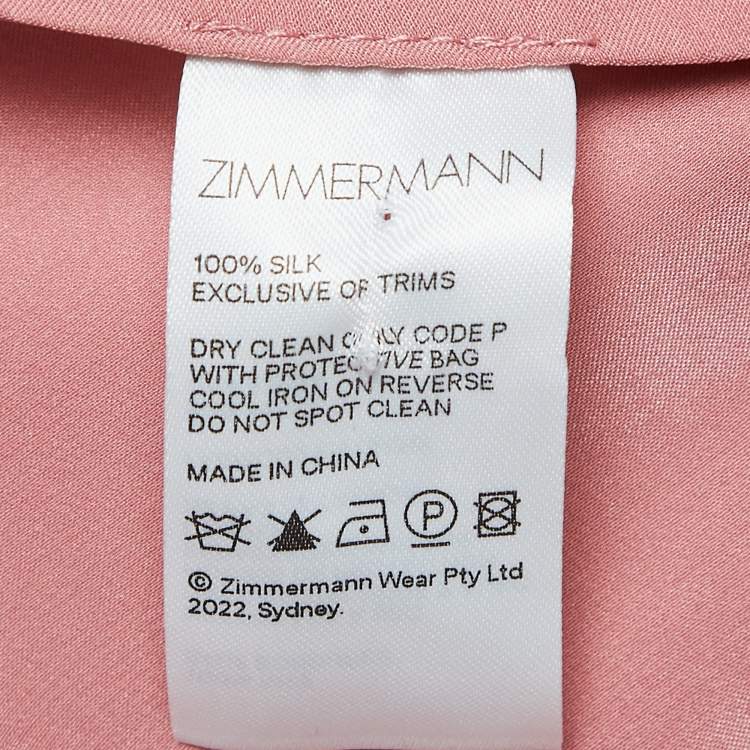 ZIMMERMANN
100% SILK
EXCLUSIVE OF TRIMS
DRY CLEAN ONLY CODE P
WITH PROTECTIVE BAG
COOL IRON ON REVERSE
DO NOT SPOT CLEAN
MADE IN CHINA
P
© Zimmermann Wear Pty Ltd
2022, Sydney.